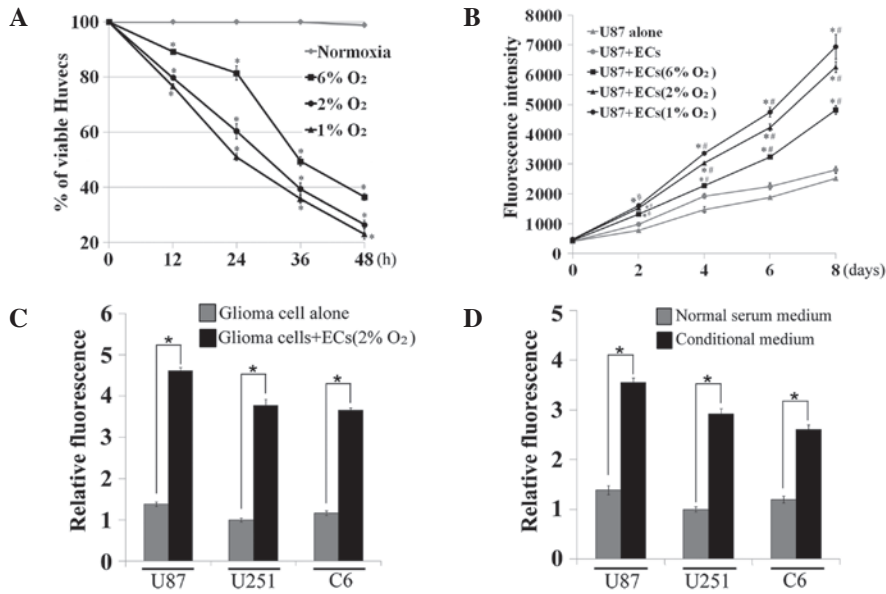 A
% of viable Huvecs
100
80
60
40
20
0
12
24
36
48 (h)
Normoxia
6% O₂
2% O₂
1% O₂
* * * * * * * * * * * *
B
Fluorescence intensity
8000
7000
6000
5000
4000
3000
2000
1000
0
0
2
4
6
8 (days)
U87 alone
U87+ECs
U87+ECs(6% O₂)
U87+ECs(2% O₂)
U87+ECs(1% O₂)
*# *# *# *# *# *# *# *# *# *# *# *#
C
Relative fluorescence
6
5
4
3
2
1
0
Glioma cell alone
Glioma cells+ECs(2% O₂)
* * *
U87
U251
C6
D
Relative fluorescence
5
4
3
2
1
0
Normal serum medium
Conditional medium
* * *
U87
U251
C6